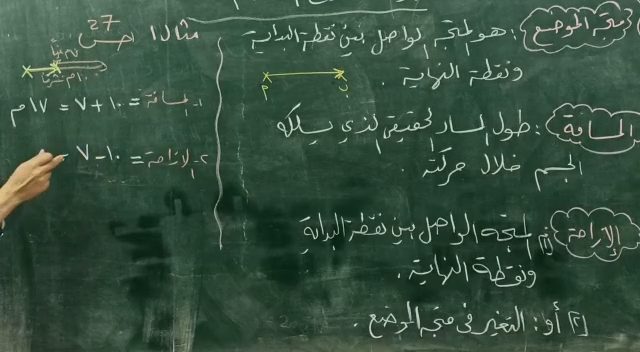 متجه الموضع : هو المتجه الواصل بين نقطة البداية
ونقطة النهاية .
م ب
المسافة : طول المسار الحقيقي الذي يسلكه
الجسم خلال حركته .
الإزاحة [١] المتجه الواصل بين نقطة البداية
ونقطة النهاية .
[٢] أو : التغير في متجه الموضع .
مثال ١ ص 27
١- المسافة = ١٠ + ٧ = ١٧ م
٢- الإزاحة = ١٠ - ٧